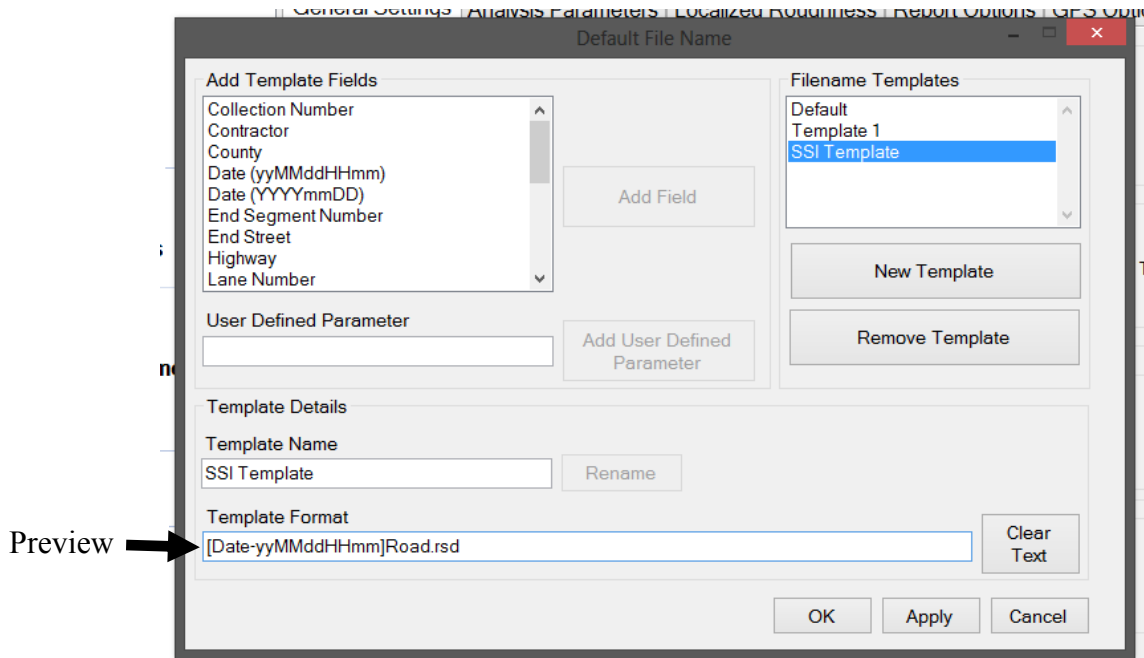 General Settings Analysis Parameters Localized Roughness Report Options GPS
Default File Name
Add Template Fields
Collection Number
Contractor
County
Date (yyMMddHHmm)
Date (YYYYmmDD)
End Segment Number
End Street
Highway
Lane Number
Add Field
User Defined Parameter
Add User Defined
Parameter
Filename Templates
Default
Template 1
SSI Template
New Template
Remove Template
Template Details
Template Name
SSI Template
Rename
Template Format
Preview
[Date-yyMMddHHmm]Road.rsd
Clear
Text
OK Apply Cancel